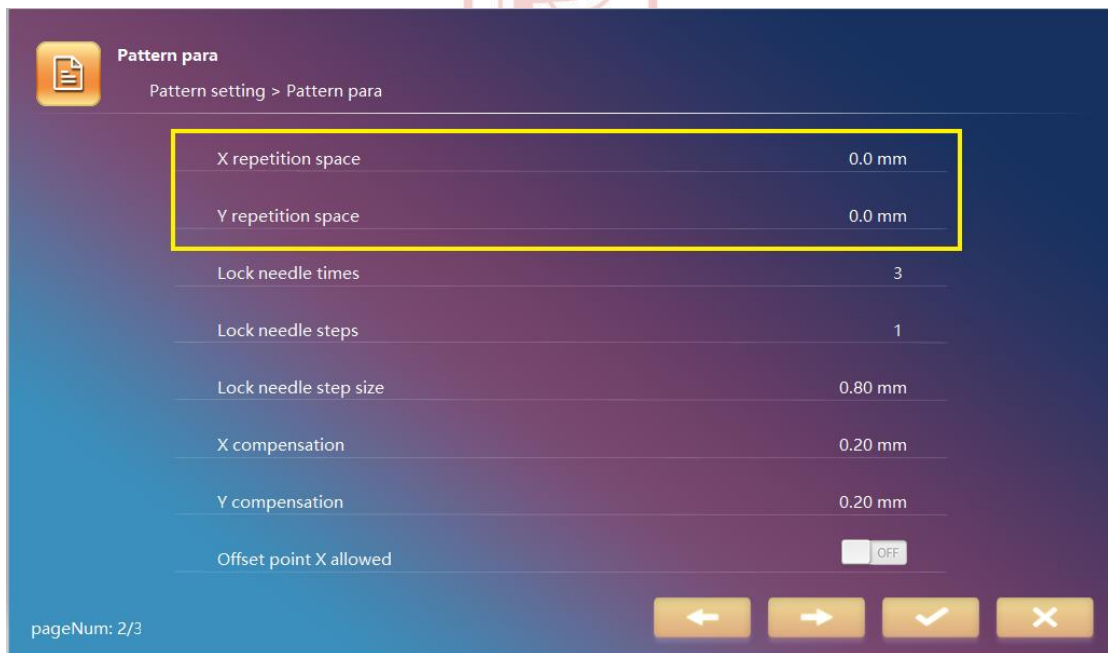 Pattern para
Pattern setting > Pattern para
X repetition space 0.0 mm
Y repetition space 0.0 mm
Lock needle times 3
Lock needle steps 1
Lock needle step size 0.80 mm
X compensation 0.20 mm
Y compensation 0.20 mm
Offset point X allowed OFF
pageNum: 2/3